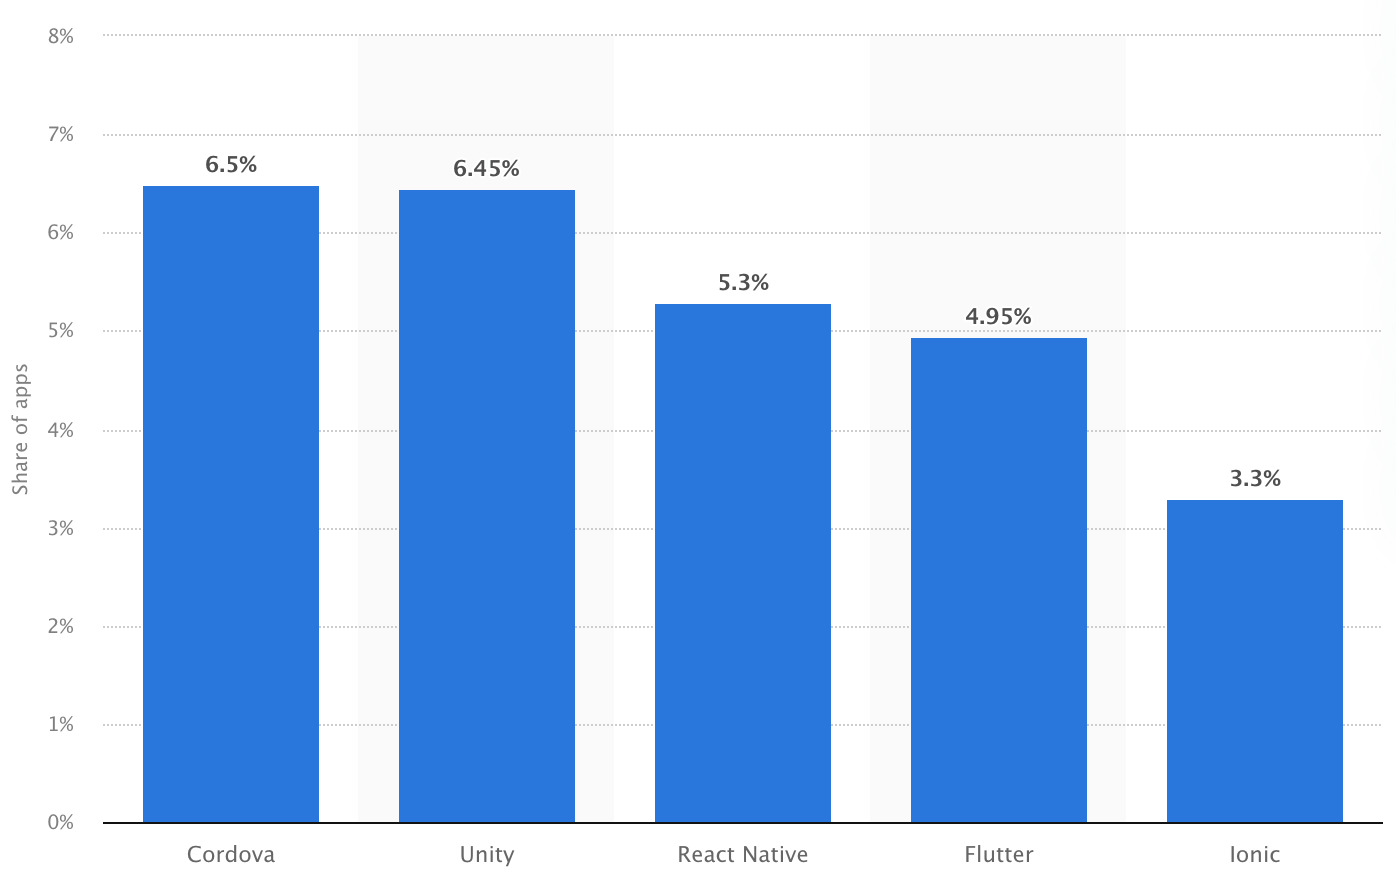 8%
7%
6%
5%
4%
3%
2%
1%
0%
Share of apps
6.5%
6.45%
5.3%
4.95%
3.3%
Cordova
Unity
React Native
Flutter
Ionic